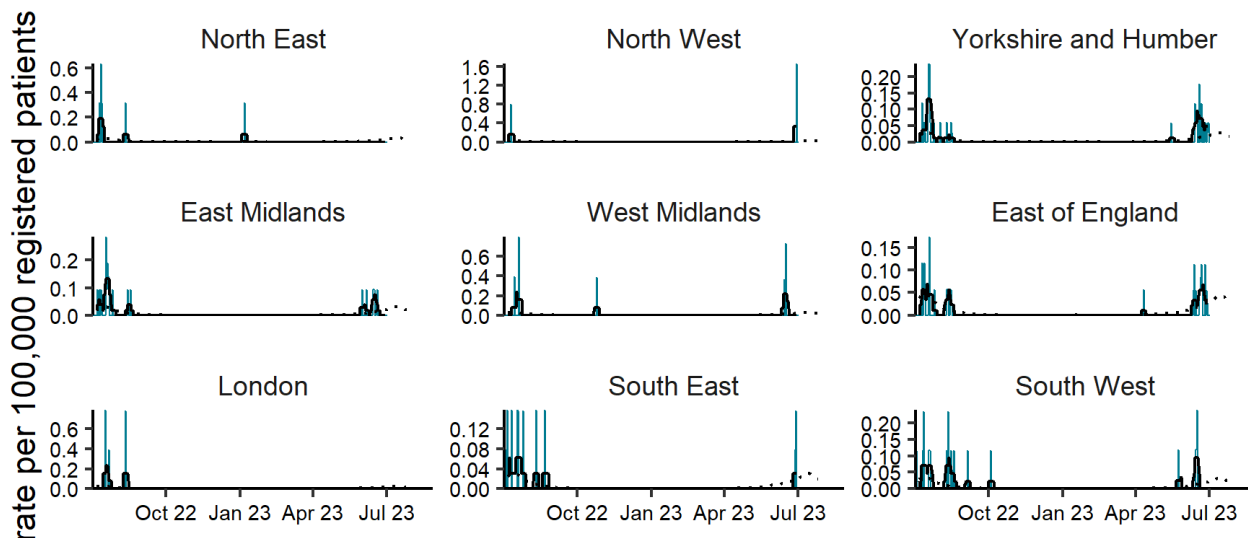 rate per 100,000 registered patients
North East
0.6
0.4
0.2
0.0
North West
1.6
1.2
0.8
0.4
0.0
Yorkshire and Humber
0.20
0.15
0.10
0.05
0.00
East Midlands
0.2
0.1
0.0
West Midlands
0.6
0.4
0.2
0.0
East of England
0.15
0.10
0.05
0.00
London
0.6
0.4
0.2
0.0
Oct 22 Jan 23 Apr 23 Jul 23
South East
0.12
0.08
0.04
0.00
Oct 22 Jan 23 Apr 23 Jul 23
South West
0.20
0.15
0.10
0.05
0.00
Oct 22 Jan 23 Apr 23 Jul 23